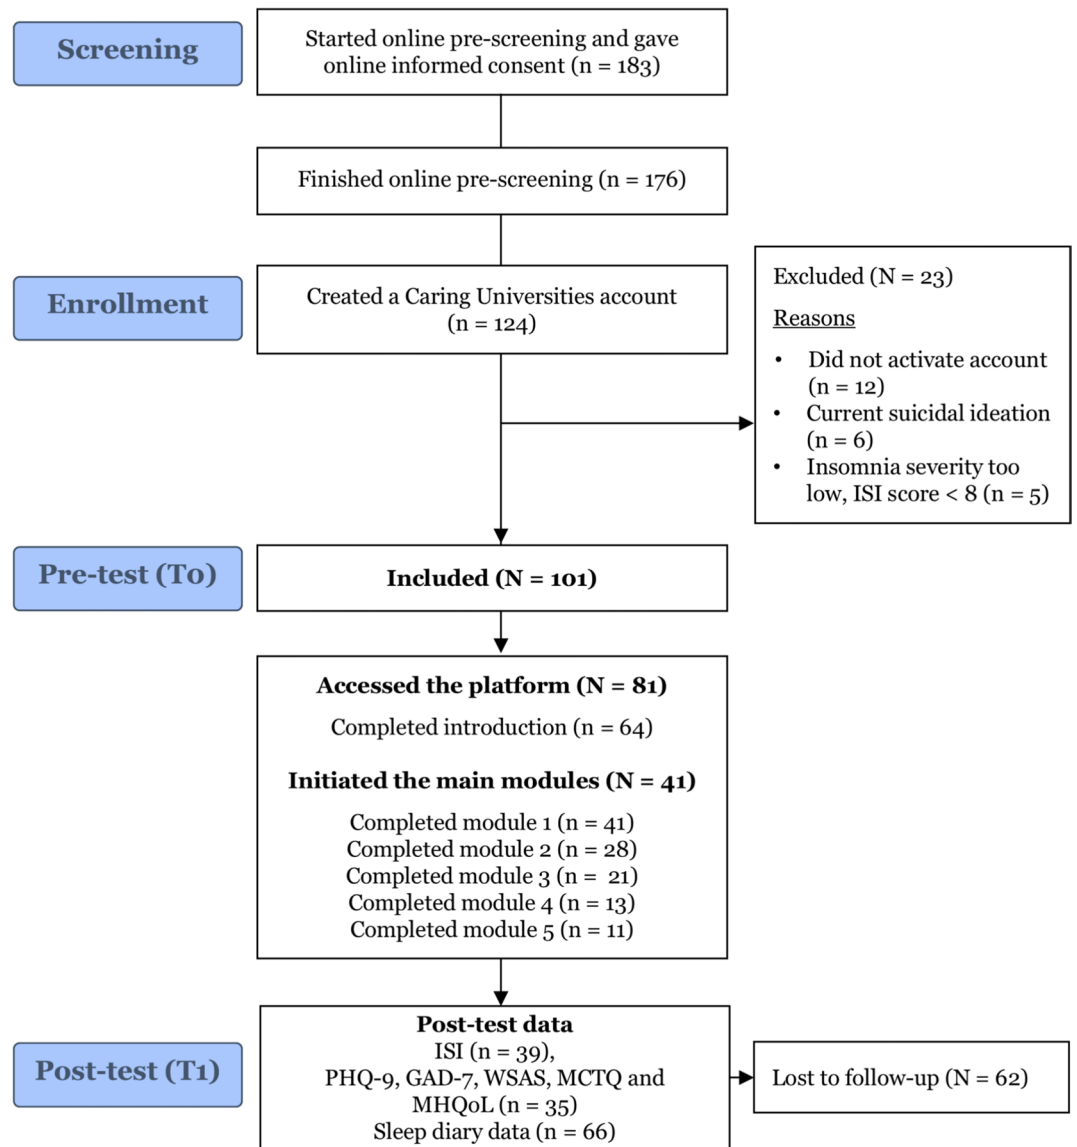 Screening
Started online pre-screening and gave
online informed consent (n = 183)
Finished online pre-screening (n = 176)
Enrollment
Created a Caring Universities account
(n = 124)
Excluded (N = 23)
Reasons
• Did not activate account
(n = 12)
• Current suicidal ideation
(n = 6)
• Insomnia severity too
low, ISI score < 8 (n = 5)
Pre-test (T0)
Included (N = 101)
Accessed the platform (N = 81)
Completed introduction (n = 64)
Initiated the main modules (N = 41)
Completed module 1 (n = 41)
Completed module 2 (n = 28)
Completed module 3 (n = 21)
Completed module 4 (n = 13)
Completed module 5 (n = 11)
Post-test (T1)
Post-test data
ISI (n = 39),
PHQ-9, GAD-7, WSAS, MCTQ and
MHQoL (n = 35)
Sleep diary data (n = 66)
Lost to follow-up (N = 62)